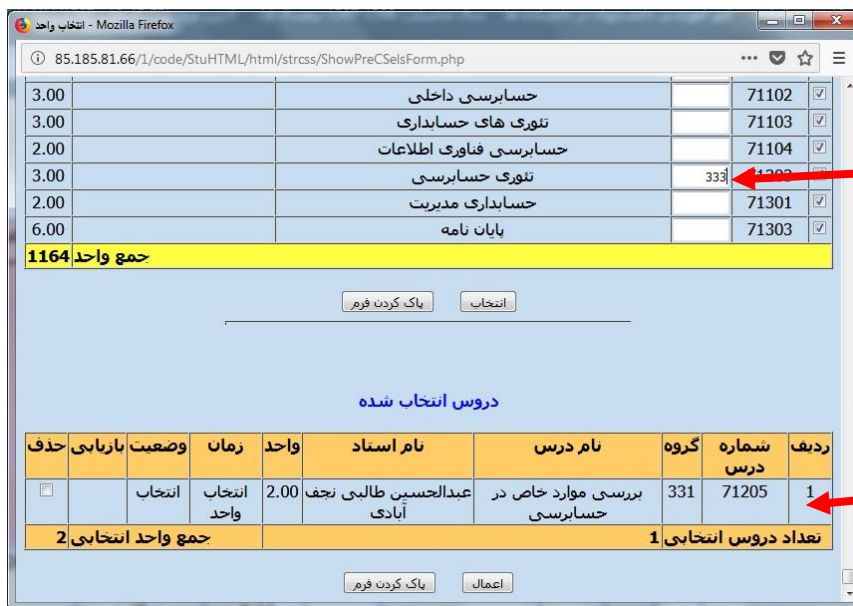 انتخاب واحد - Mozilla Firefox
85.185.81.66/1/code/StuHTML/html/strcss/ShowPreCSelsForm.php
71102 حسابرسی داخلی 3.00
71103 تئوری های حسابداری 3.00
71104 حسابرسی فناوری اطلاعات 2.00
333 تئوری حسابرسی 3.00
71301 حسابداری مدیریت 2.00
71303 پایان نامه 6.00
جمع واحد 1164
انتخاب پاک کردن فرم
دروس انتخاب شده
ردیف شماره درس گروه نام درس نام استاد واحد زمان وضعیت بازیابی حذف
1 71205 331 بررسی موارد خاص در حسابرسی عبدالحسین طالبی نجف آبادی 2.00 انتخاب واحد انتخاب
تعداد دروس انتخابی 1 جمع واحد انتخابی 2
اعمال پاک کردن فرم